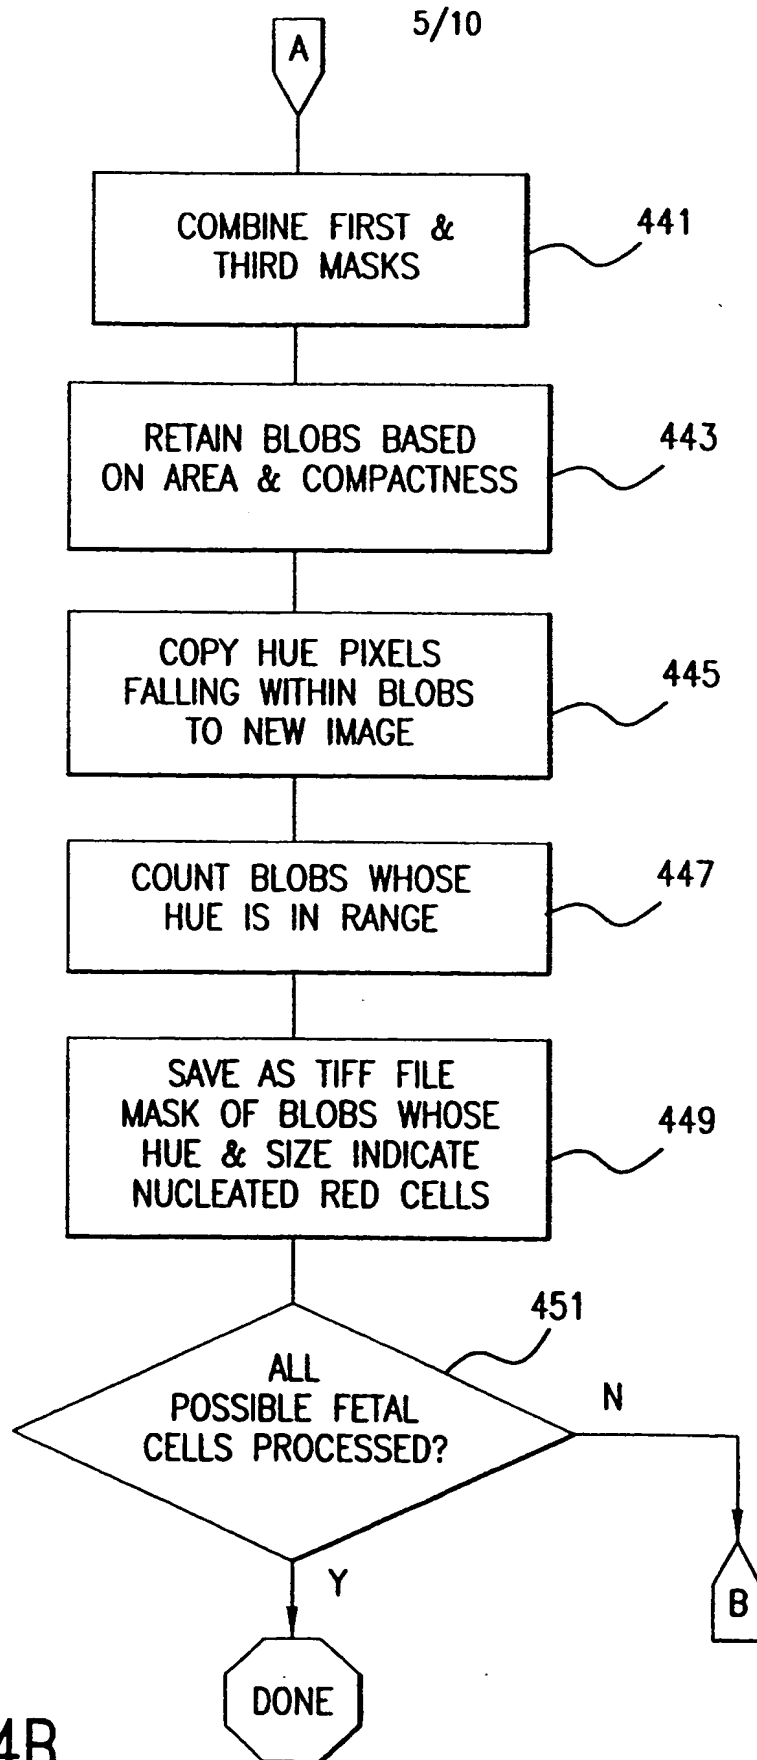 5/10
A
COMBINE FIRST &
THIRD MASKS
441
RETAIN BLOBS BASED
ON AREA & COMPACTNESS
443
COPY HUE PIXELS
FALLING WITHIN BLOBS
TO NEW IMAGE
445
COUNT BLOBS WHOSE
HUE IS IN RANGE
447
SAVE AS TIFF FILE
MASK OF BLOBS WHOSE
HUE & SIZE INDICATE
NUCLEATED RED CELLS
449
451
ALL
POSSIBLE FETAL
CELLS PROCESSED?
N
Y
B
DONE
4B